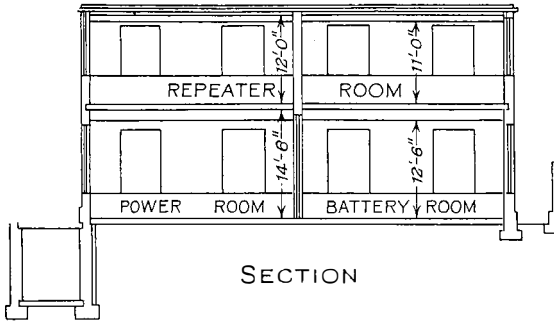 12'-0"
11'-0"
REPEATER ROOM
14'-6"
12'-6"
POWER ROOM
BATTERY ROOM
SECTION